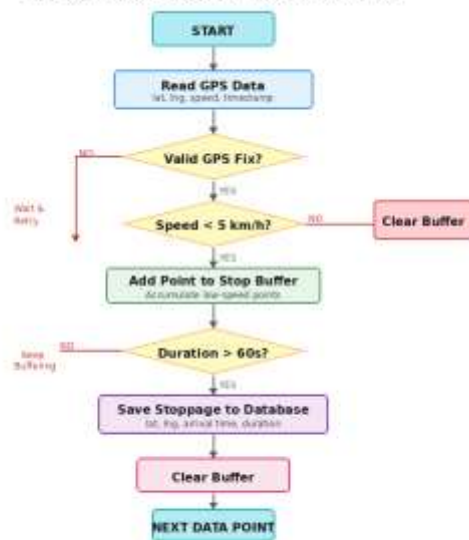 START
Read GPS Data
lat, lng, speed, timestamp
Valid GPS Fix?
NO
Wait &
Retry
YES
Speed < 5 km/h?
NO
Clear Buffer
YES
Add Point to Stop Buffer
Accumulate low-speed points
Duration > 60s?
NO
Keep
Buffering
YES
Save Stoppage to Database
lat, lng, arrival time, duration
Clear Buffer
NEXT DATA POINT